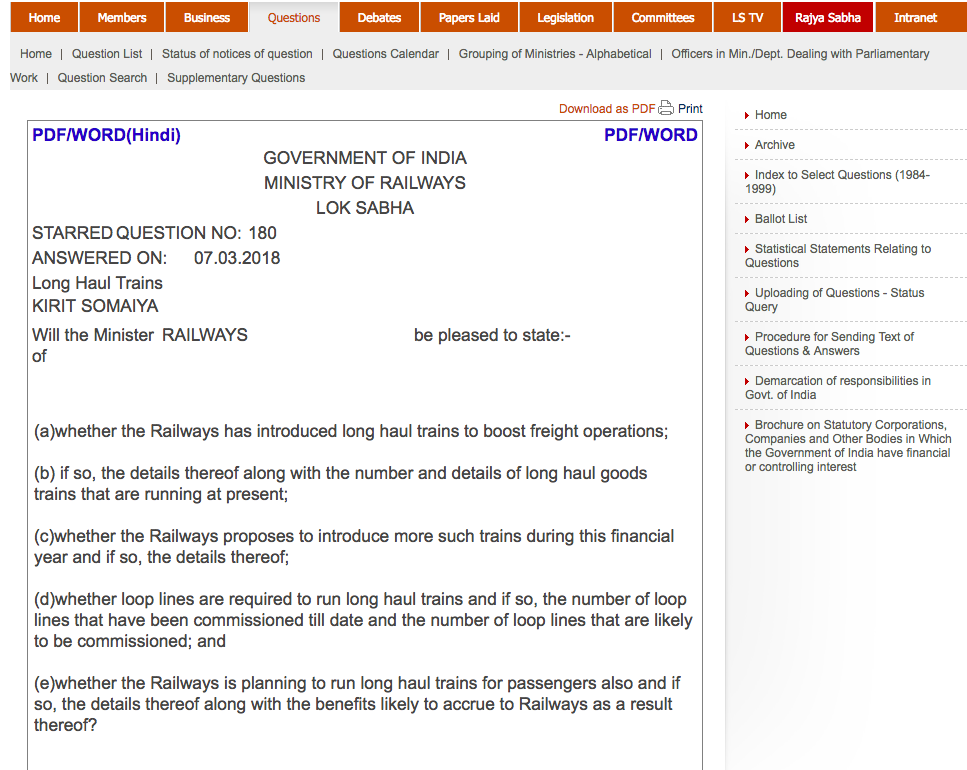 Home Members Business Questions Debates Papers Laid Legislation Committees LS TV Rajya Sabha Intranet
Home | Question List | Status of notices of question | Questions Calendar | Grouping of Ministries - Alphabetical | Officers in Min./Dept. Dealing with Parliamentary
Work | Question Search | Supplementary Questions
Download as PDF Print
PDF/WORD(Hindi) PDF/WORD
GOVERNMENT OF INDIA
MINISTRY OF RAILWAYS
LOK SABHA
STARRED QUESTION NO: 180
ANSWERED ON: 07.03.2018
Long Haul Trains
KIRIT SOMAIYA
Will the Minister RAILWAYS be pleased to state:-
of
(a)whether the Railways has introduced long haul trains to boost freight operations;
(b) if so, the details thereof along with the number and details of long haul goods
trains that are running at present;
(c)whether the Railways proposes to introduce more such trains during this financial
year and if so, the details thereof;
(d)whether loop lines are required to run long haul trains and if so, the number of loop
lines that have been commissioned till date and the number of loop lines that are likely
to be commissioned; and
(e)whether the Railways is planning to run long haul trains for passengers also and if
so, the details thereof along with the benefits likely to accrue to Railways as a result
thereof?
Home
Archive
Index to Select Questions (1984-
1999)
Ballot List
Statistical Statements Relating to
Questions
Uploading of Questions - Status
Query
Procedure for Sending Text of
Questions & Answers
Demarcation of responsibilities in
Govt. of India
Brochure on Statutory Corporations,
Companies and Other Bodies in Which
the Government of India have financial
or controlling interest